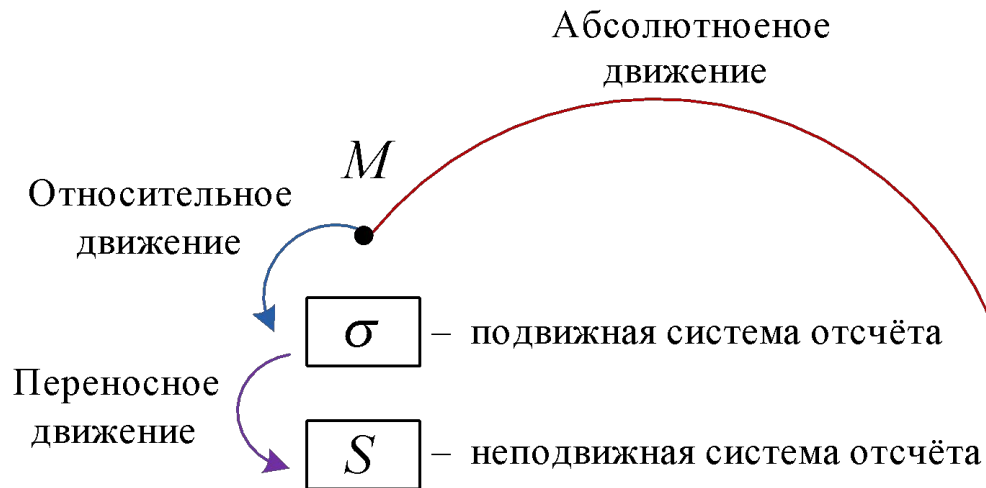 Абсолютноеное
движение
M
Относительное
движение
σ – подвижная система отсчёта
Переносное
движение
S – неподвижная система отсчёта